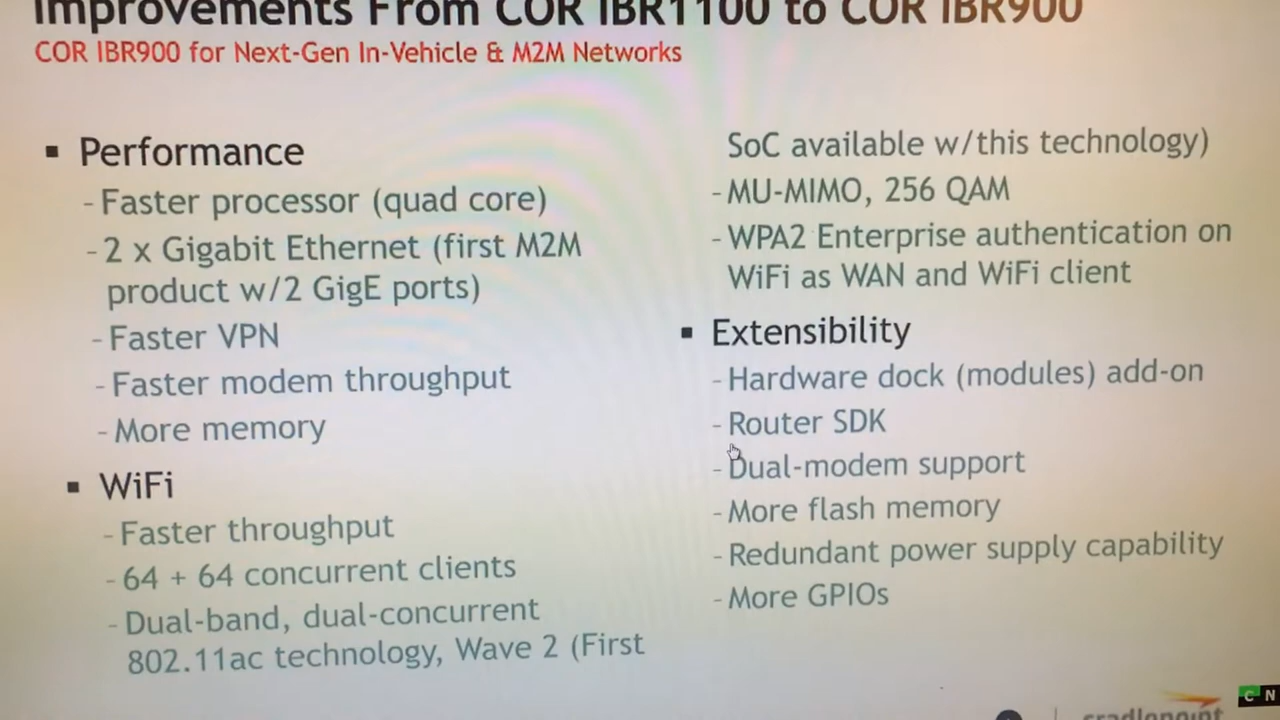 Improvements From COR IBR1100 to COR IBR900
COR IBR900 for Next-Gen In-Vehicle & M2M Networks
▪ Performance
- Faster processor (quad core)
- 2 x Gigabit Ethernet (first M2M
product w/2 GigE ports)
- Faster VPN
- Faster modem throughput
- More memory
▪ WiFi
- Faster throughput
- 64 + 64 concurrent clients
- Dual-band, dual-concurrent
802.11ac technology, Wave 2 (First
SoC available w/this technology)
- MU-MIMO, 256 QAM
- WPA2 Enterprise authentication on
WiFi as WAN and WiFi client
▪ Extensibility
- Hardware dock (modules) add-on
- Router SDK
- Dual-modem support
- More flash memory
- Redundant power supply capability
- More GPIOs
cradlepoint
C N